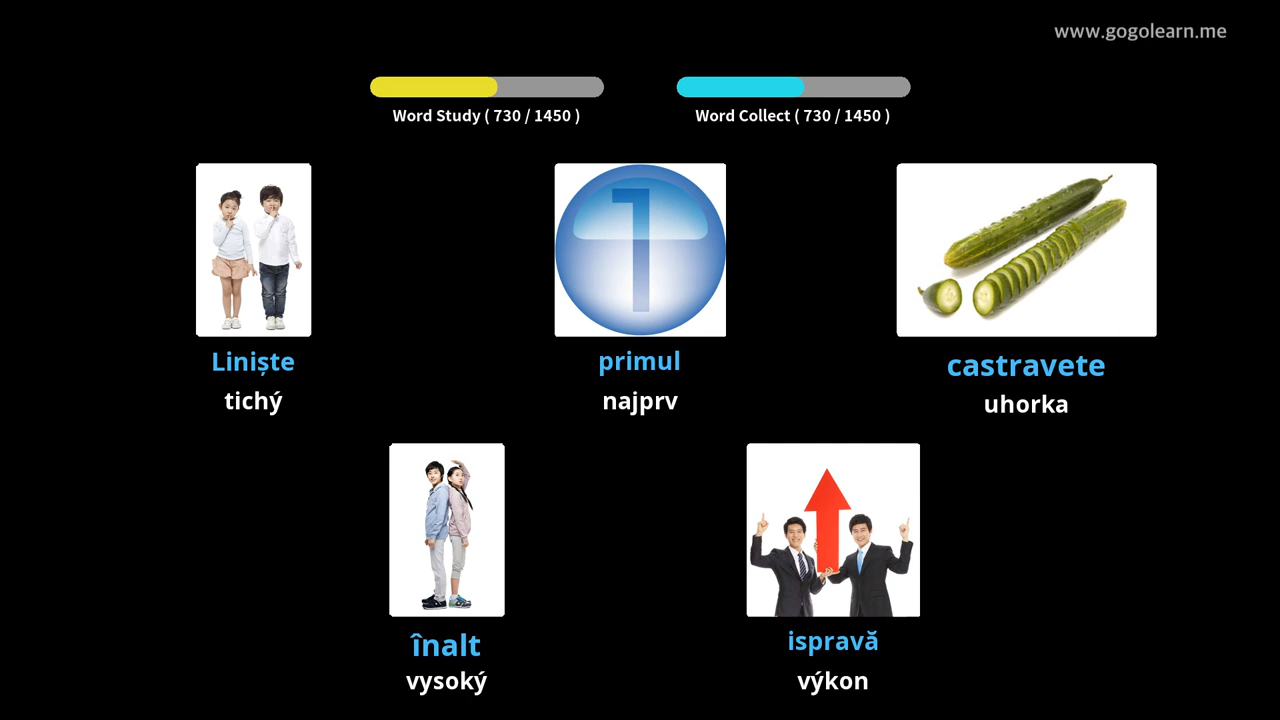 www.gogolearn.me
Word Study ( 730 / 1450 )
Word Collect ( 730 / 1450 )
1
Liniște
tichý
primul
najprv
castravete
uhorka
înalt
vysoký
ispravă
výkon